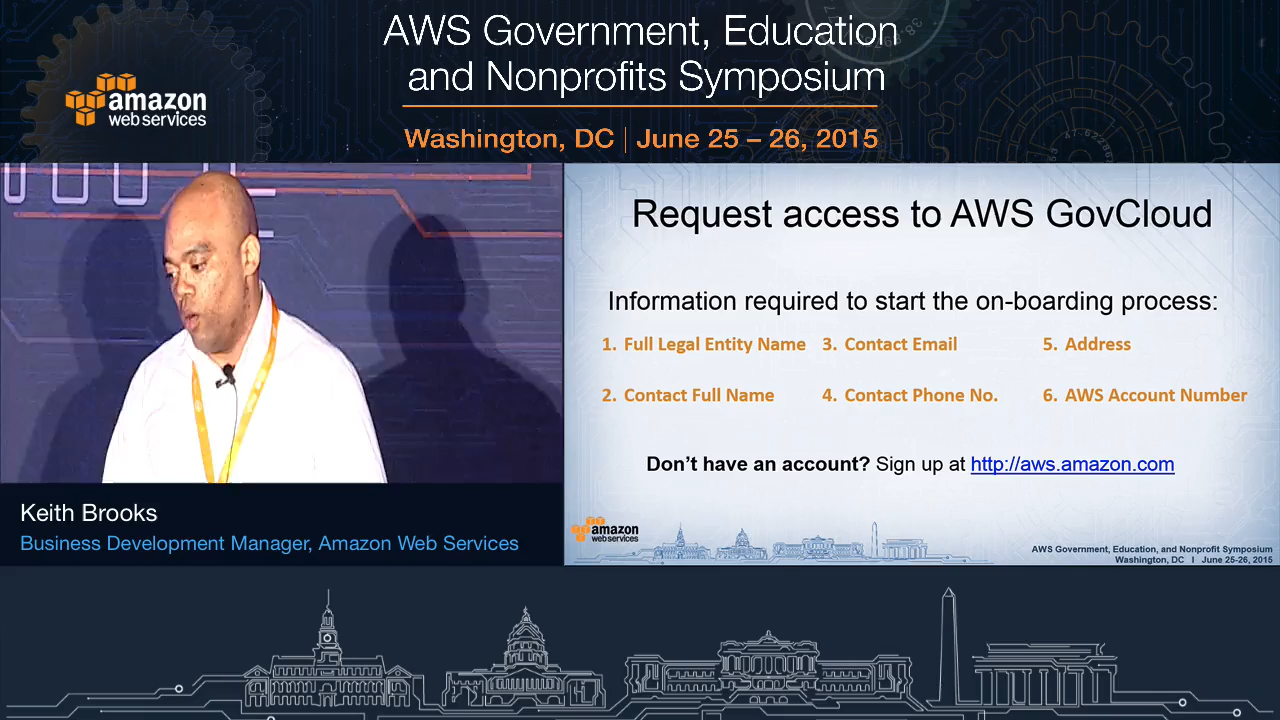 AWS Government, Education
and Nonprofits Symposium
amazon
web services
Washington, DC | June 25 – 26, 2015
Request access to AWS GovCloud
Information required to start the on-boarding process:
1. Full Legal Entity Name 3. Contact Email 5. Address
2. Contact Full Name 4. Contact Phone No. 6. AWS Account Number
Don't have an account? Sign up at http://aws.amazon.com
amazon
web services
AWS Government, Education, and Nonprofit Symposium
Washington, DC I June 25-26, 2015
Keith Brooks
Business Development Manager, Amazon Web Services